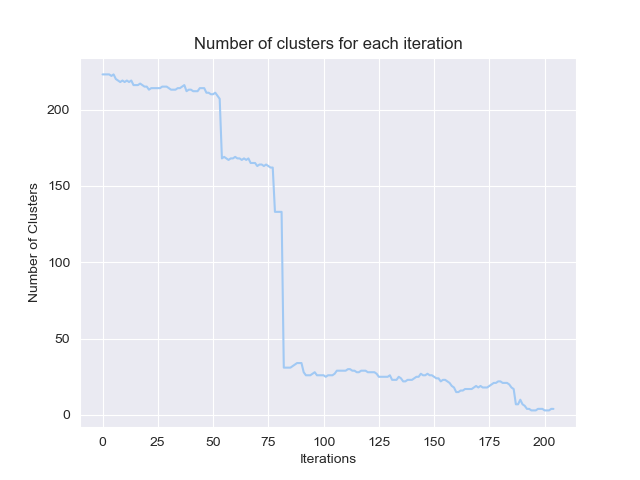 Number of clusters for each iteration
200
150
100
50
0
Number of Clusters
0 25 50 75 100 125 150 175 200
Iterations